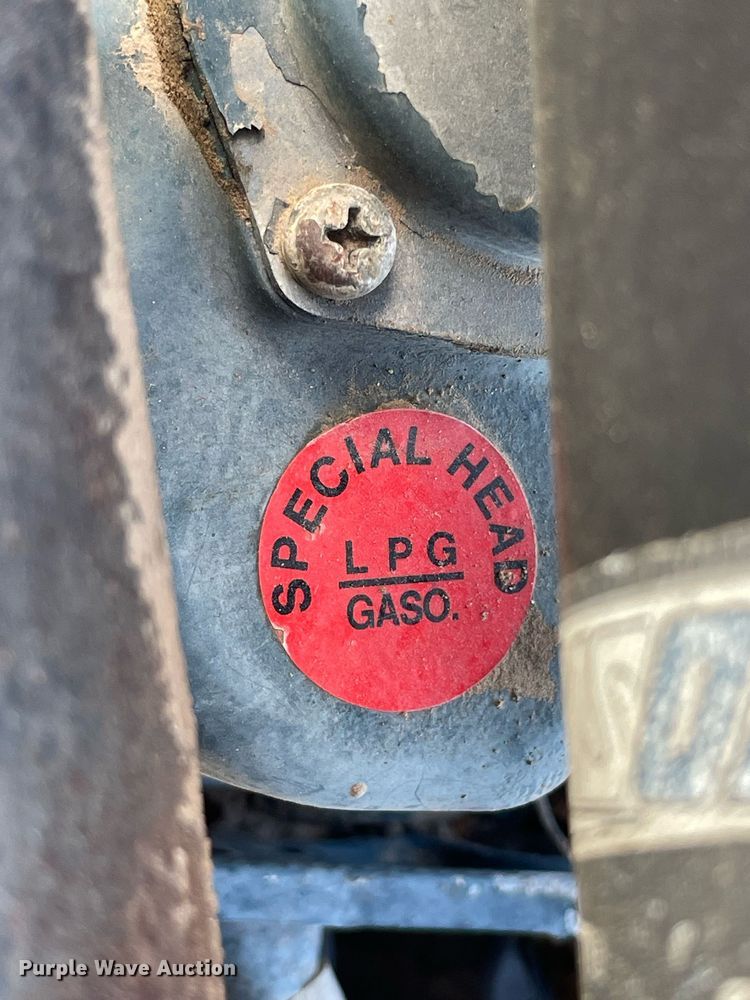 SPECIAL HEAD
LPG
GASO.
Purple Wave Auction